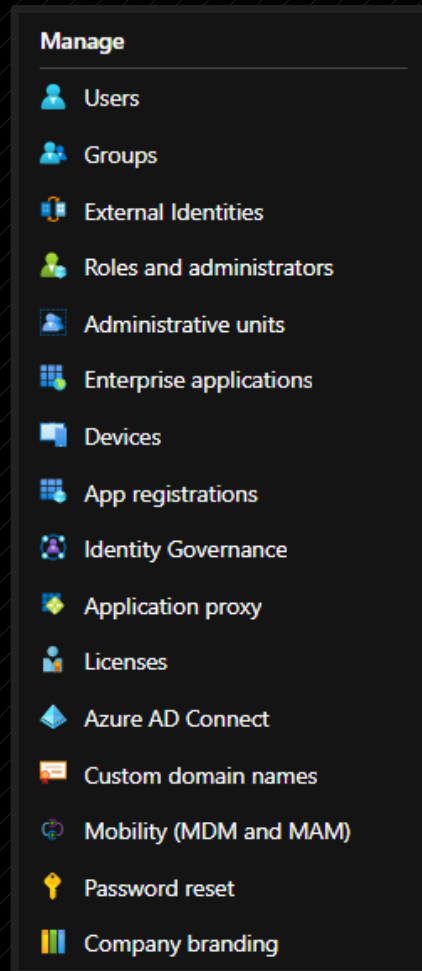 Manage
Users
Groups
External Identities
Roles and administrators
Administrative units
Enterprise applications
Devices
App registrations
Identity Governance
Application proxy
Licenses
Azure AD Connect
Custom domain names
Mobility (MDM and MAM)
Password reset
Company branding